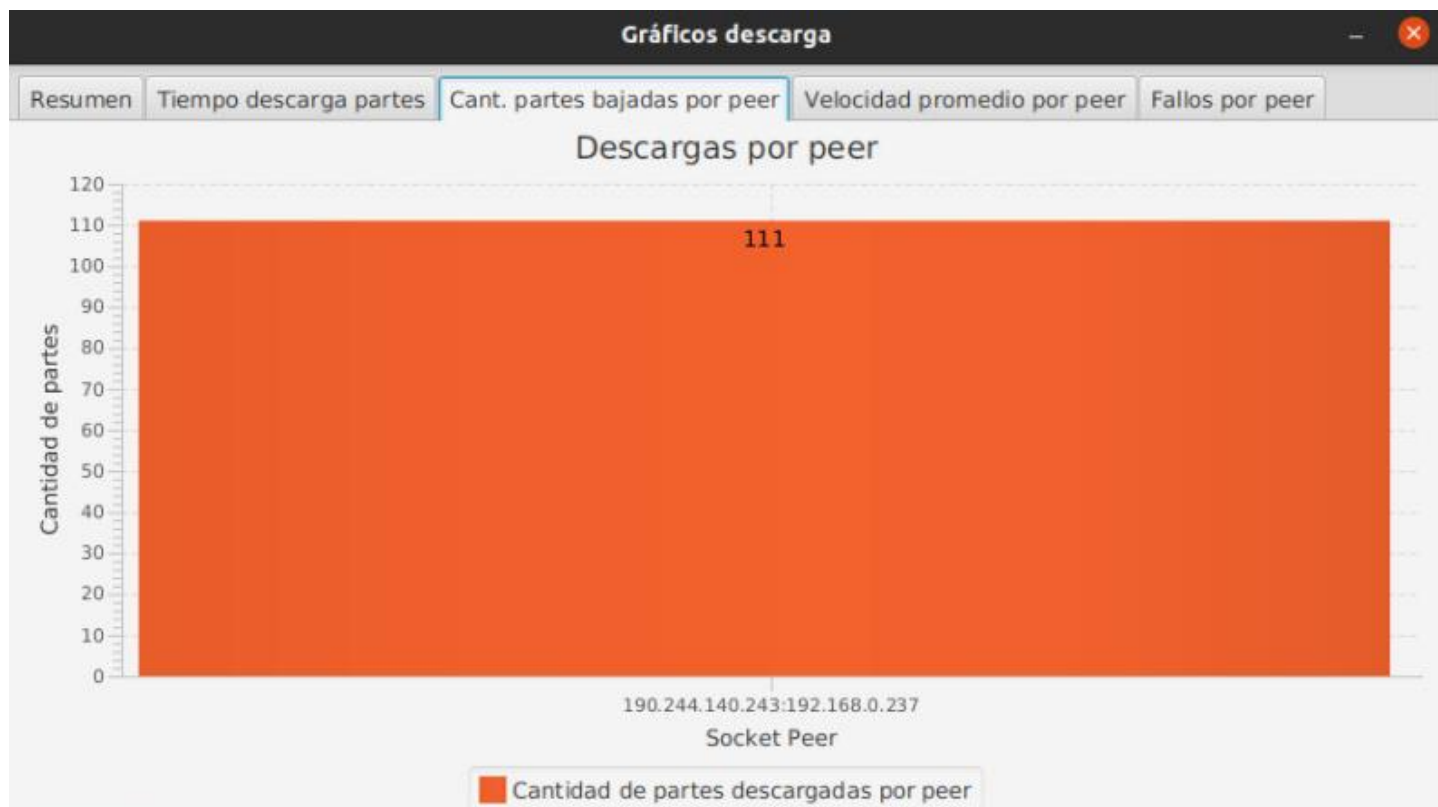 Gráficos descarga
Resumen Tiempo descarga partes Cant. partes bajadas por peer Velocidad promedio por peer Fallos por peer
Descargas por peer
120
110
100
90
80
70
60
50
40
30
20
10
0
Cantidad de partes
111
190.244.140.243:192.168.0.237
Socket Peer
Cantidad de partes descargadas por peer